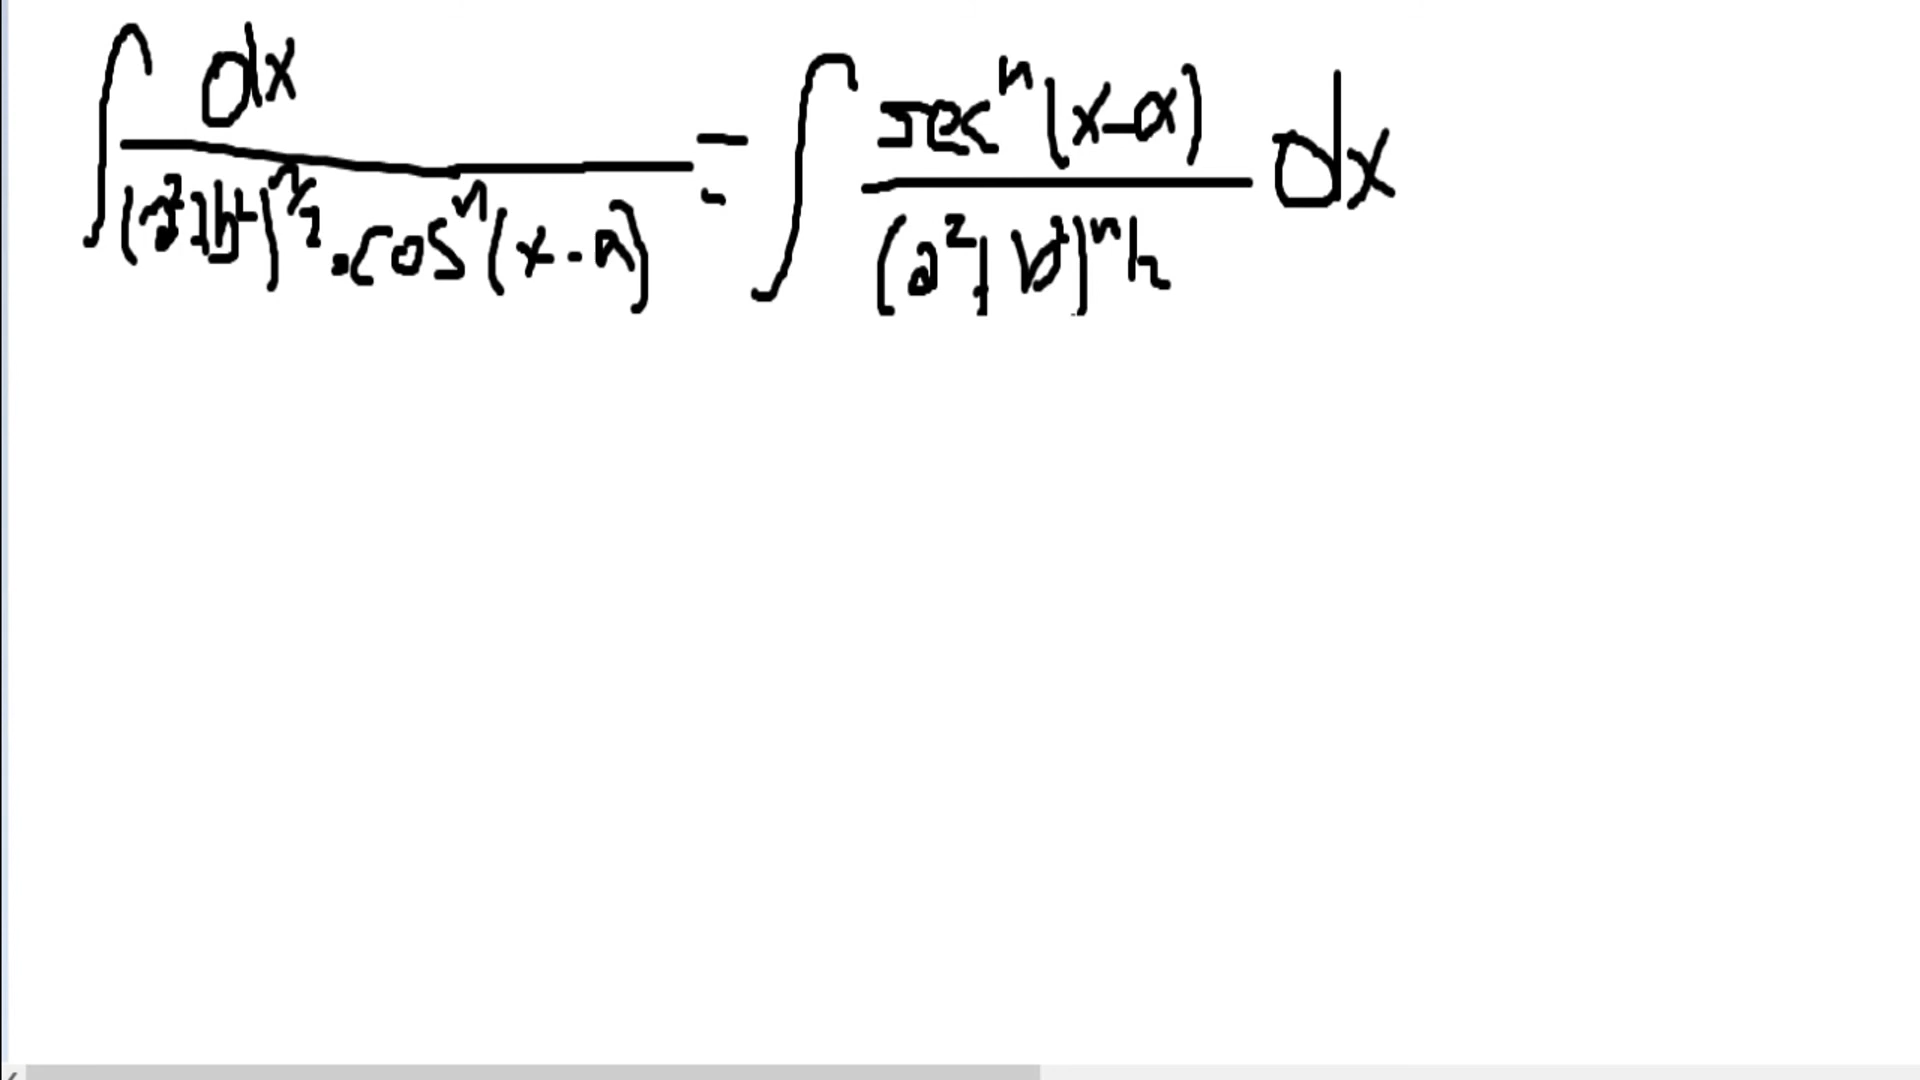 ∫ dx / ((a²+b²)^(n/2) · cos^n(x-α)) = ∫ sec^n(x-α) / (a²+b²)^(n/2) dx